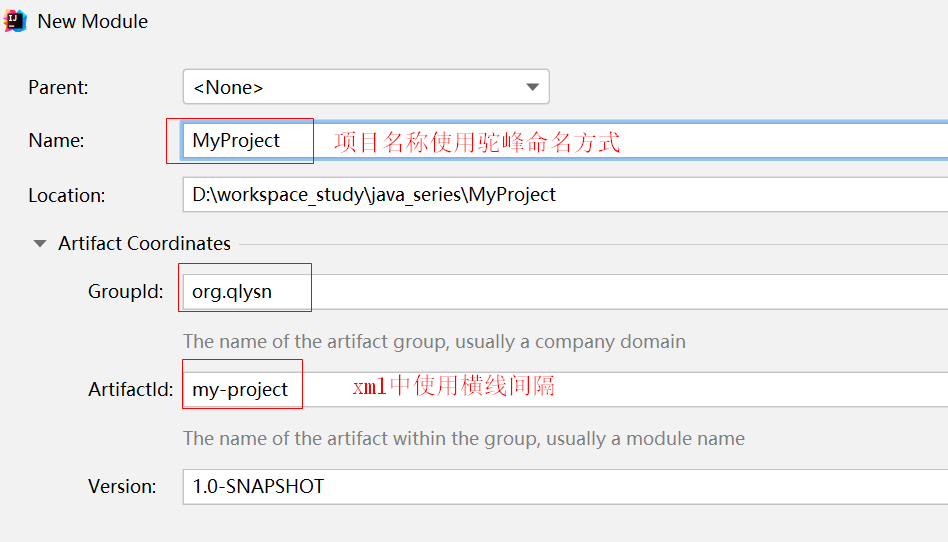 New Module
Parent: <None>
Name: MyProject 项目名称使用驼峰命名方式
Location: D:\workspace_study\java_series\MyProject
Artifact Coordinates
GroupId: org.qlysn
The name of the artifact group, usually a company domain
ArtifactId: my-project xml中使用横线间隔
The name of the artifact within the group, usually a module name
Version: 1.0-SNAPSHOT